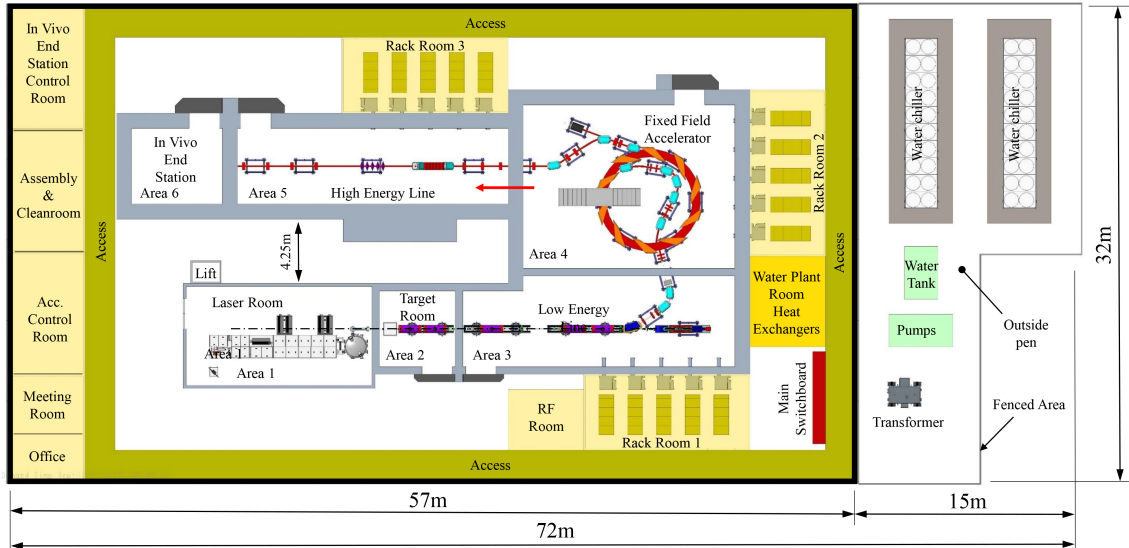 In Vivo
End
Station
Control
Room
Access
Rack Room 3
Water chiller
Water chiller
Fixed Field
Accelerator
Rack Room 2
In Vivo
End
Station
Area 6
Area 5
High Energy Line
Assembly
&
Cleanroom
Access
Access
4.25m
Area 4
32m
Lift
Water
Tank
Acc.
Control
Room
Laser Room
Target
Room
Low Energy
Line
Water Plant
Room
Heat
Exchangers
Pumps
Outside
pen
Area 1
Area 1
Area 2
Area 3
Meeting
Room
RF
Room
Main
Switchboard
Transformer
Fenced Area
Rack Room 1
Office
Access
57m
15m
72m